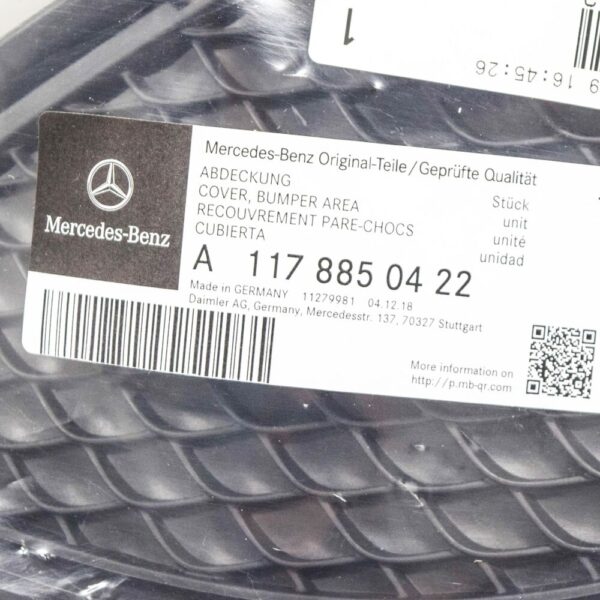 1
9 16:45:26
Mercedes-Benz
Mercedes-Benz Original-Teile/Geprüfte Qualität
ABDECKUNG Stück
COVER, BUMPER AREA unit
RECOUVREMENT PARE-CHOCS unité
CUBIERTA unidad
A 117 885 04 22
Made in GERMANY 11279981 04.12.18
Daimler AG, Germany, Mercedesstr. 137, 70327 Stuttgart
More information on
http://p.mb-qr.com